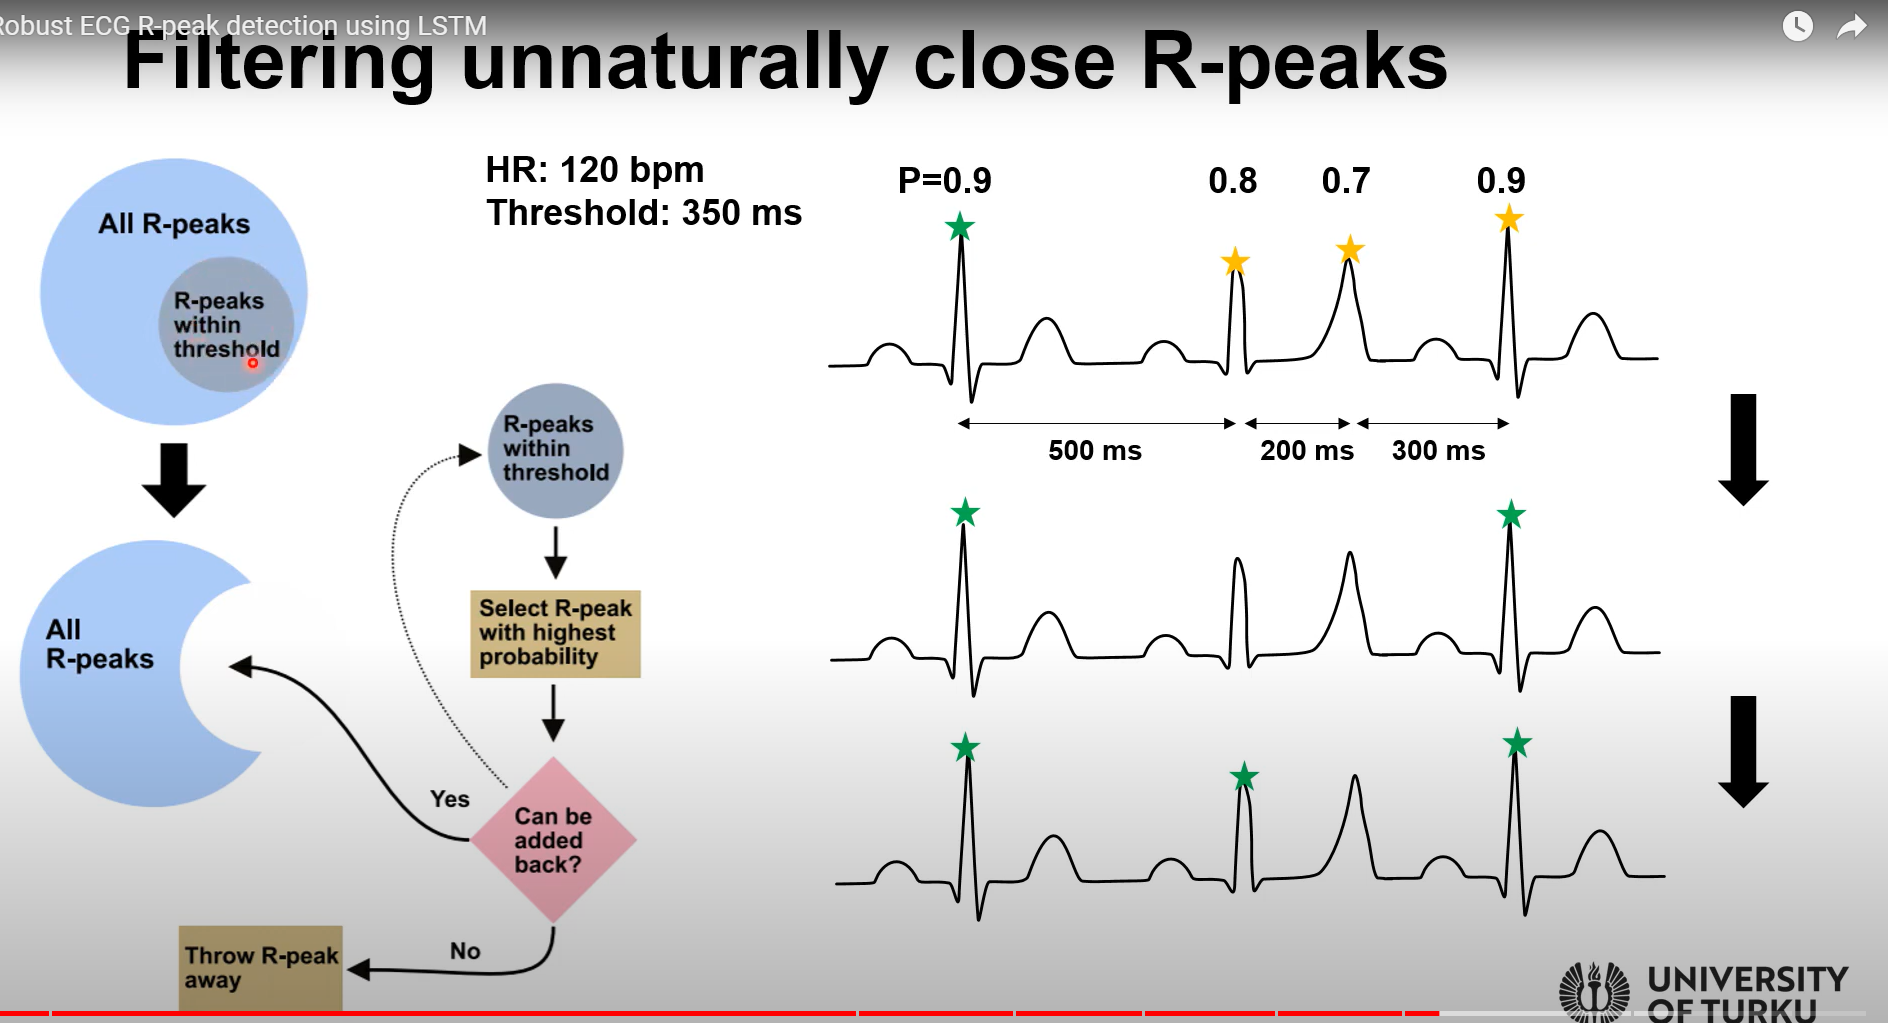 Robust ECG R-peak detection using LSTM
Filtering unnaturally close R-peaks
All R-peaks
R-peaks
within
threshold
All
R-peaks
HR: 120 bpm
Threshold: 350 ms
R-peaks
within
threshold
Select R-peak
with highest
probability
Can be
added
back?
Yes
No
Throw R-peak
away
P=0.9 0.8 0.7 0.9
500 ms 200 ms 300 ms
UNIVERSITY
OF TURKU